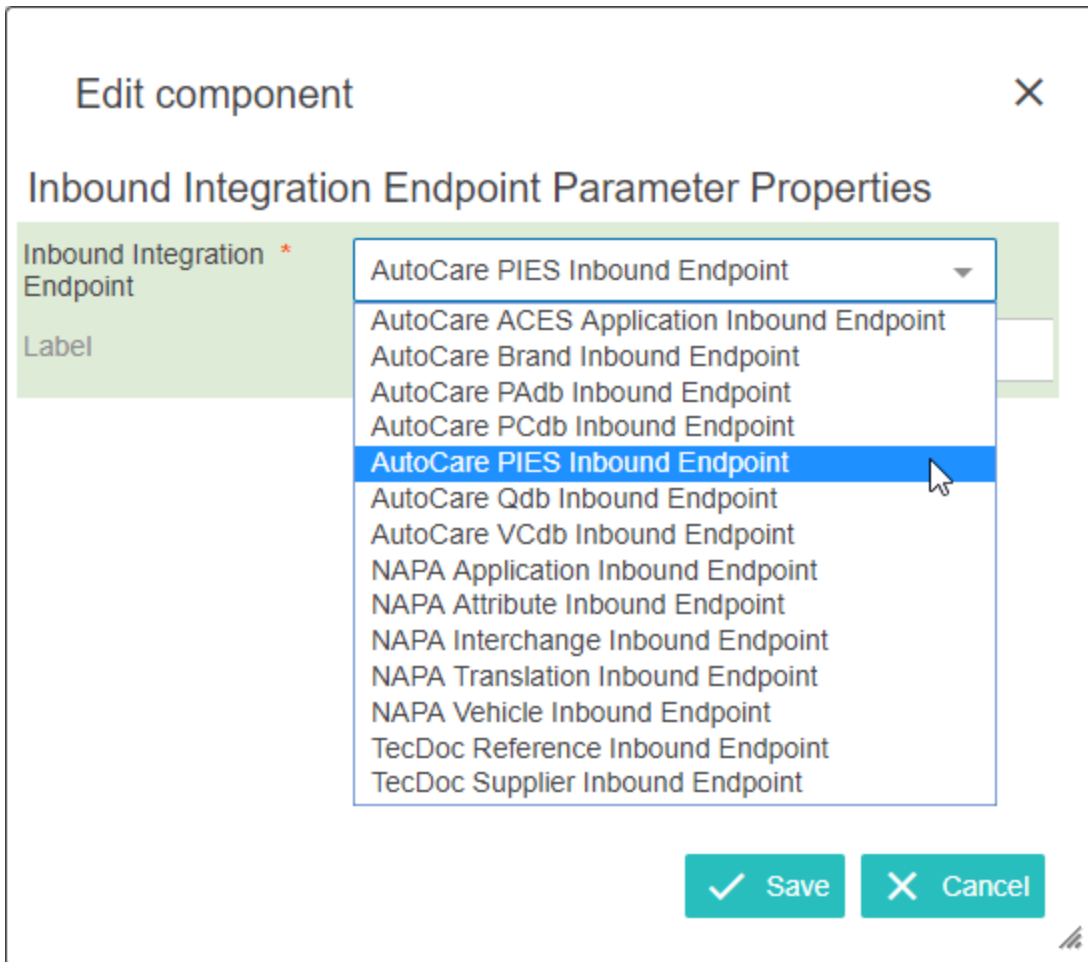 Edit component
Inbound Integration Endpoint Parameter Properties
Inbound Integration *
Endpoint
AutoCare PIES Inbound Endpoint
Label
AutoCare ACES Application Inbound Endpoint
AutoCare Brand Inbound Endpoint
AutoCare PAdb Inbound Endpoint
AutoCare PCdb Inbound Endpoint
AutoCare PIES Inbound Endpoint
AutoCare Qdb Inbound Endpoint
AutoCare VCdb Inbound Endpoint
NAPA Application Inbound Endpoint
NAPA Attribute Inbound Endpoint
NAPA Interchange Inbound Endpoint
NAPA Translation Inbound Endpoint
NAPA Vehicle Inbound Endpoint
TecDoc Reference Inbound Endpoint
TecDoc Supplier Inbound Endpoint
Save
Cancel